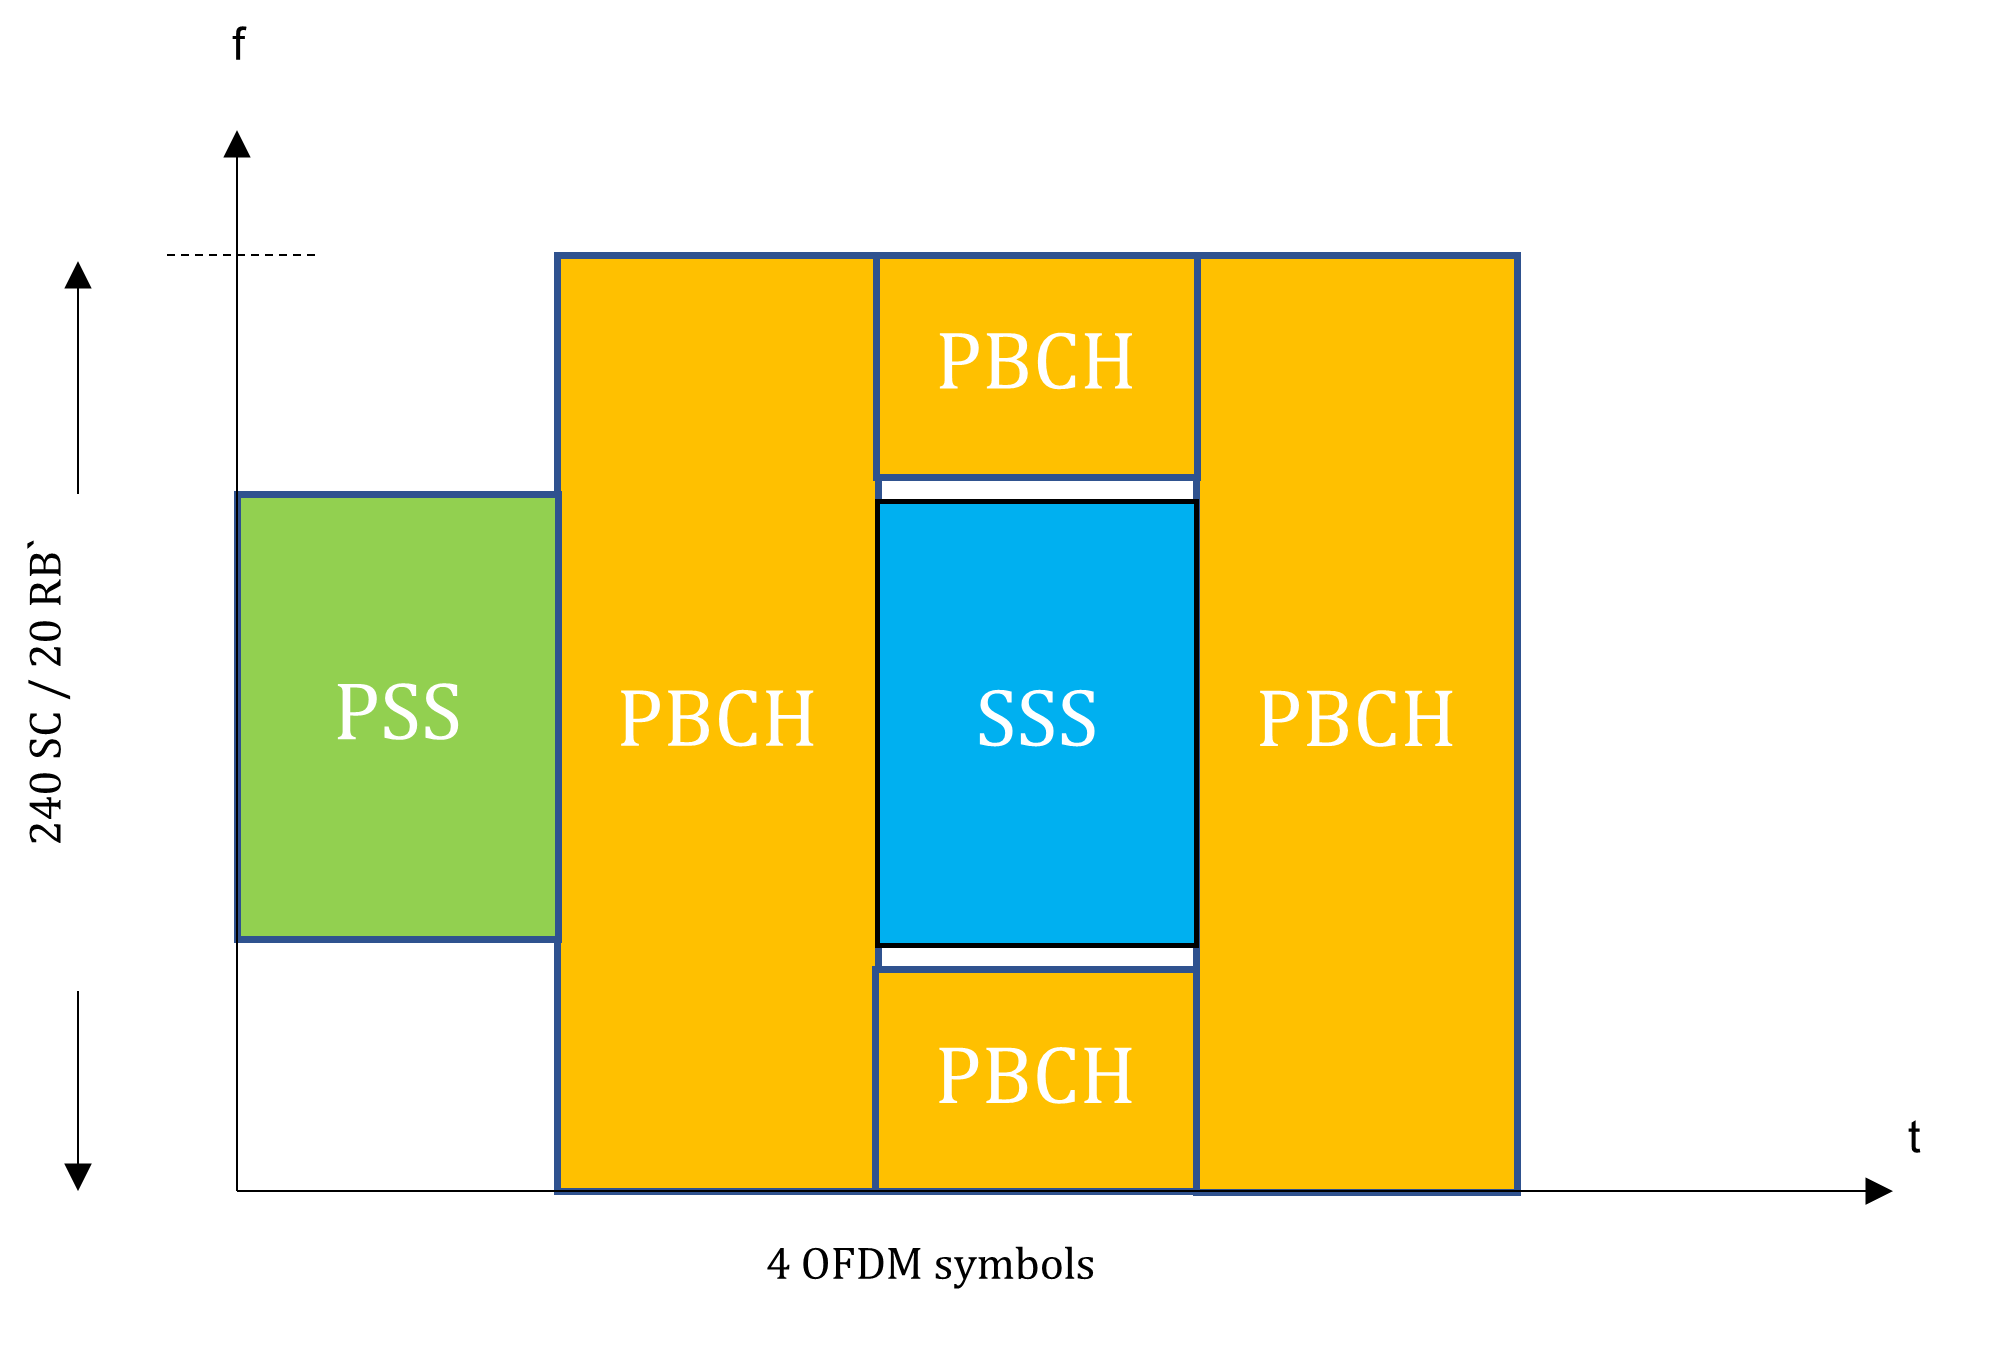 f
PBCH
240 SC / 20 RB`
PSS
PBCH
SSS
PBCH
PBCH
t
4 OFDM symbols